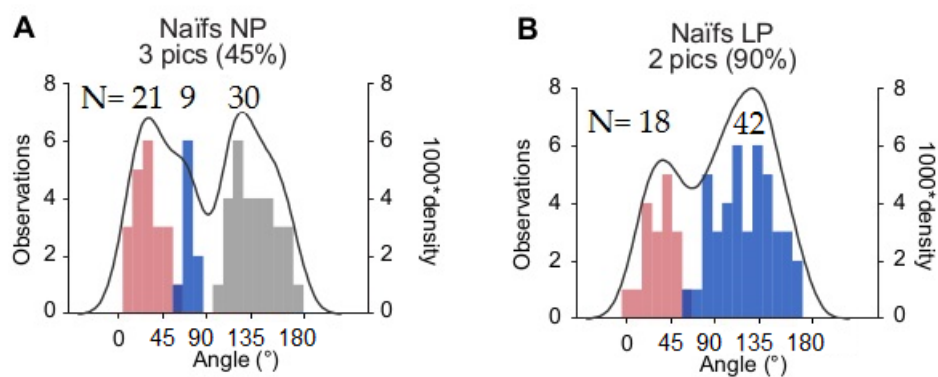 A
Naïfs NP
3 pics (45%)
N= 21 9 30
8
6
4
2
0
Observations
8
6
4
2
0
1000*density
0 45 90 135 180
Angle (°)
B
Naïfs LP
2 pics (90%)
N= 18 42
8
6
4
2
0
Observations
8
6
4
2
0
1000*density
0 45 90 135 180
Angle (°)